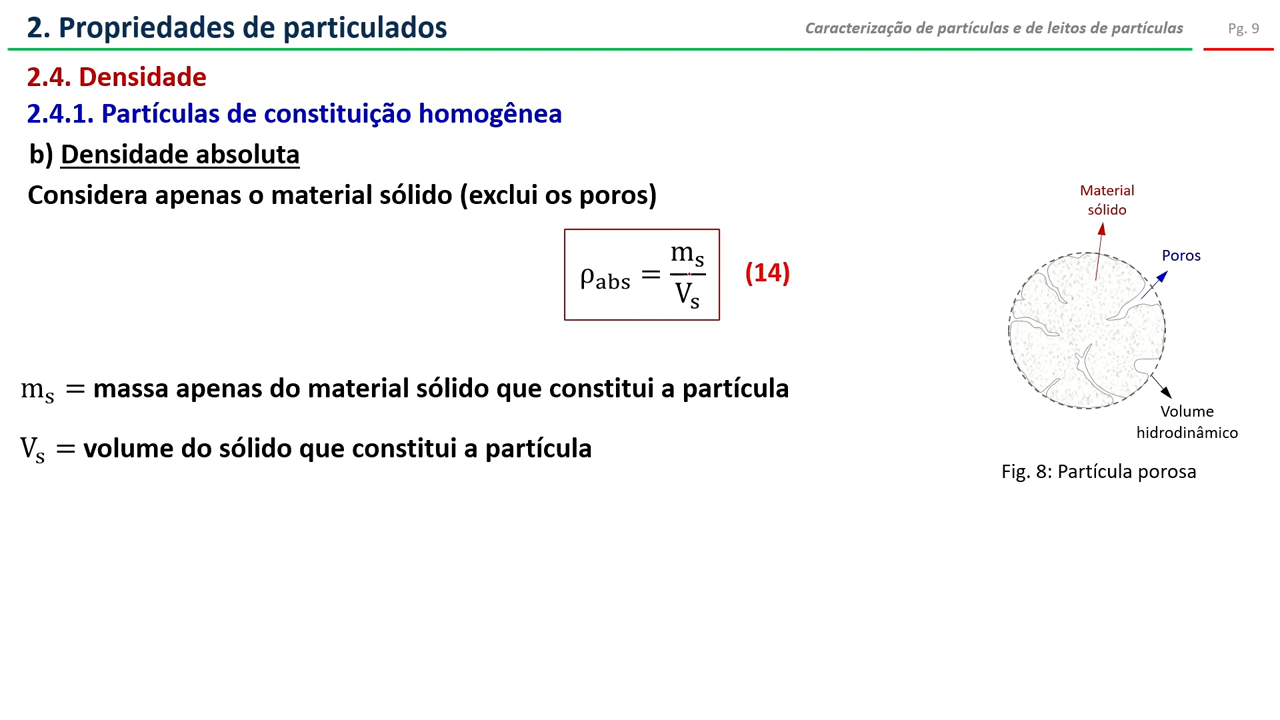 2. Propriedades de particulados
Caracterização de partículas e de leitos de partículas
Pg. 9
2.4. Densidade
2.4.1. Partículas de constituição homogênea
b) Densidade absoluta
Considera apenas o material sólido (exclui os poros)
ρabs = ms/Vs (14)
ms = massa apenas do material sólido que constitui a partícula
Vs = volume do sólido que constitui a partícula
Material
sólido
Poros
Volume
hidrodinâmico
Fig. 8: Partícula porosa